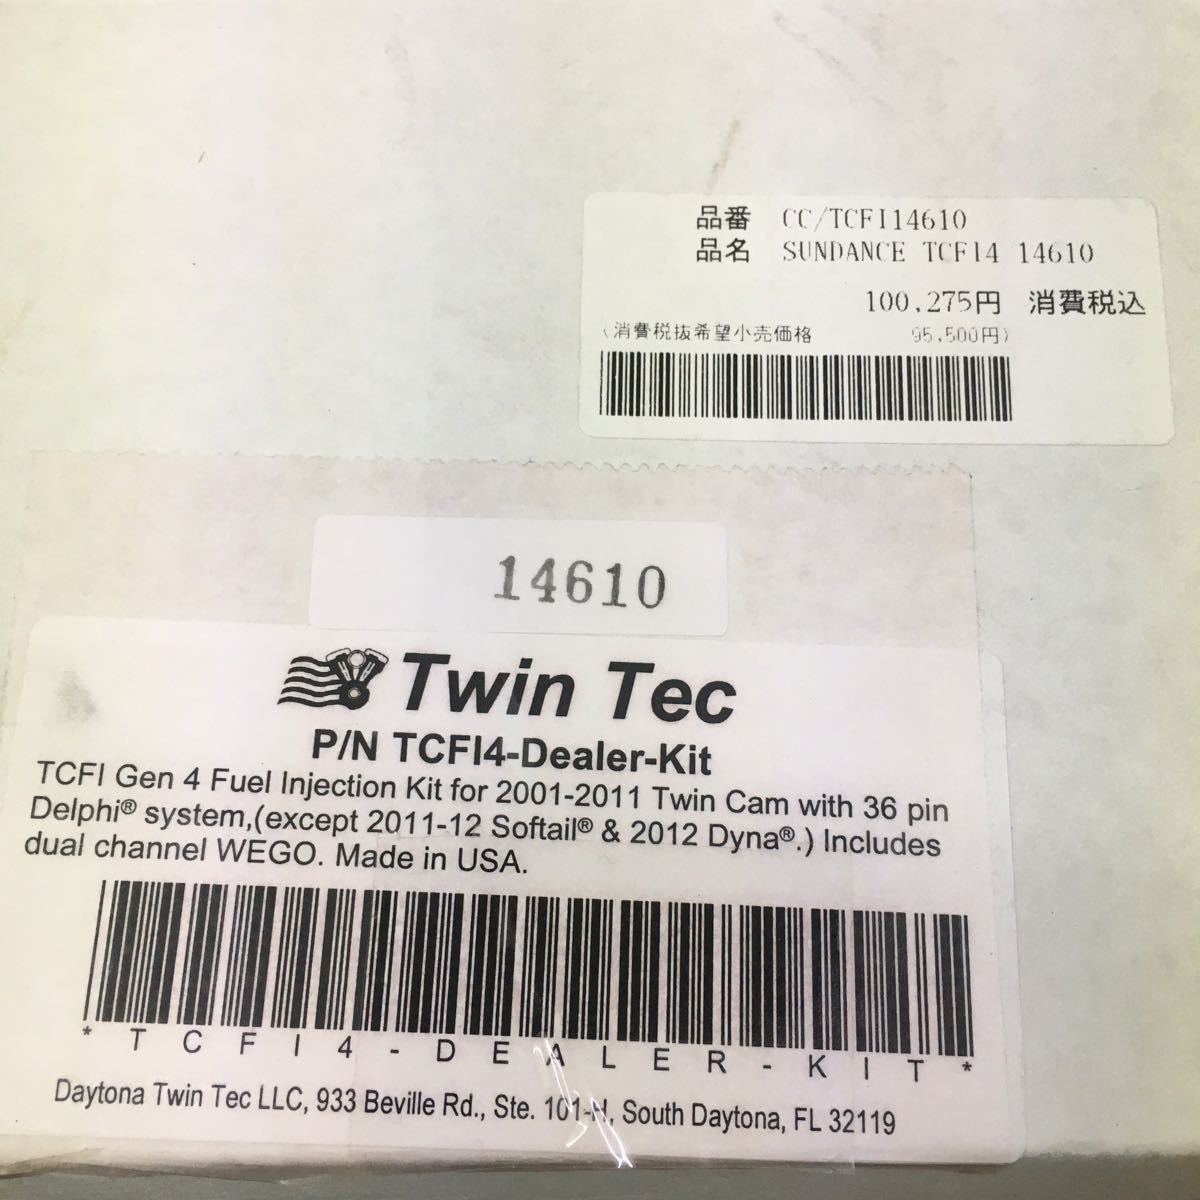 品番 CC/TCFI14610
品名 SUNDANCE TCFI4 14610
100,275円 消費税込
(消費税抜希望小売価格 95,500円)
14610
Twin Tec
P/N TCFI4-Dealer-Kit
TCFI Gen 4 Fuel Injection Kit for 2001-2011 Twin Cam with 36 pin
Delphi® system,(except 2011-12 Softail® & 2012 Dyna®.) Includes
dual channel WEGO. Made in USA.
*TCFI4-DEALER-KIT*
Daytona Twin Tec LLC, 933 Beville Rd., Ste. 101-H, South Daytona, FL 32119